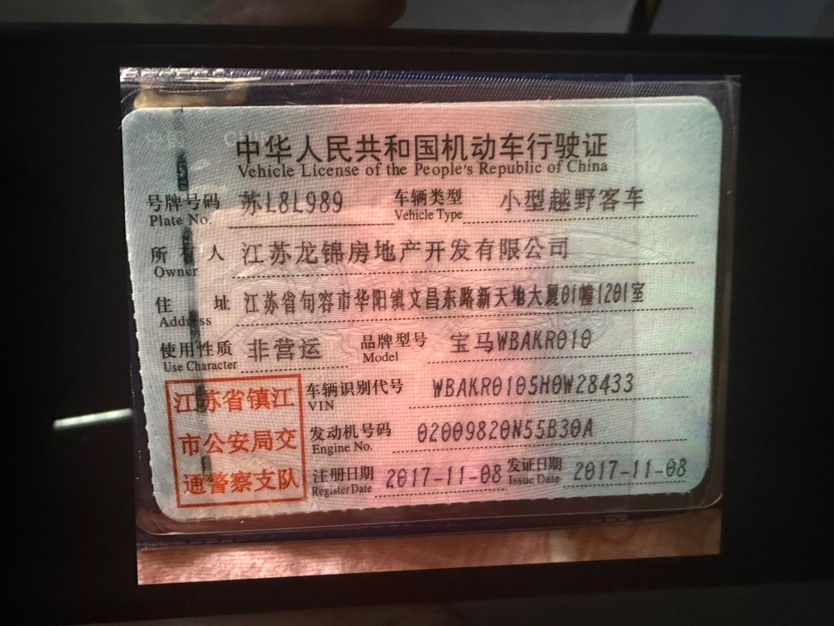 中华人民共和国机动车行驶证
Vehicle License of the People's Republic of China
号牌号码 苏L8L989 车辆类型 小型越野客车
Plate No. Vehicle Type
所有人 江苏龙锦房地产开发有限公司
Owner
住址 江苏省句容市华阳镇文昌东路新天地大厦01幢1201室
Address
使用性质 非营运 品牌型号 宝马WBAKR010
Use Character Model
江苏省镇江
市公安局交
通警察支队
车辆识别代号 WBAKR0105H0W28433
VIN
发动机号码 02009820N55B30A
Engine No.
注册日期 2017-11-08 发证日期 2017-11-08
Register Date Issue Date